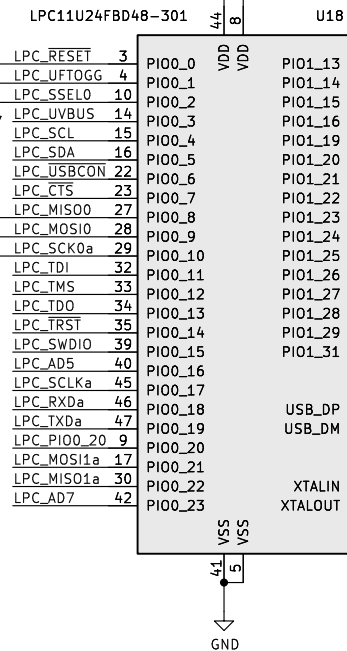 LPC11U24FBD48-301 44 8 U18
LPC_RESET 3 PIO0_0 VDD VDD PIO1_13
LPC_UFTOGG 4 PIO0_1 PIO1_14
LPC_SSEL0 10 PIO0_2 PIO1_15
LPC_UVBUS 14 PIO0_3 PIO1_16
LPC_SCL 15 PIO0_4 PIO1_19
LPC_SDA 16 PIO0_5 PIO1_20
LPC_USBCON 22 PIO0_6 PIO1_21
LPC_CTS 23 PIO0_7 PIO1_22
LPC_MISO0 27 PIO0_8 PIO1_23
LPC_MOSI0 28 PIO0_9 PIO1_24
LPC_SCK0a 29 PIO0_10 PIO1_25
LPC_TDI 32 PIO0_11 PIO1_26
LPC_TMS 33 PIO0_12 PIO1_27
LPC_TDO 34 PIO0_13 PIO1_28
LPC_TRST 35 PIO0_14 PIO1_29
LPC_SWDIO 39 PIO0_15 PIO1_31
LPC_AD5 40 PIO0_16
LPC_SCLKa 45 PIO0_17
LPC_RXDa 46 PIO0_18 USB_DP
LPC_TXDa 47 PIO0_19 USB_DM
LPC_PIO0_20 9 PIO0_20
LPC_MOSI1a 17 PIO0_21
LPC_MISO1a 30 PIO0_22 XTALIN
LPC_AD7 42 PIO0_23 XTALOUT
VSS VSS
41 5
GND